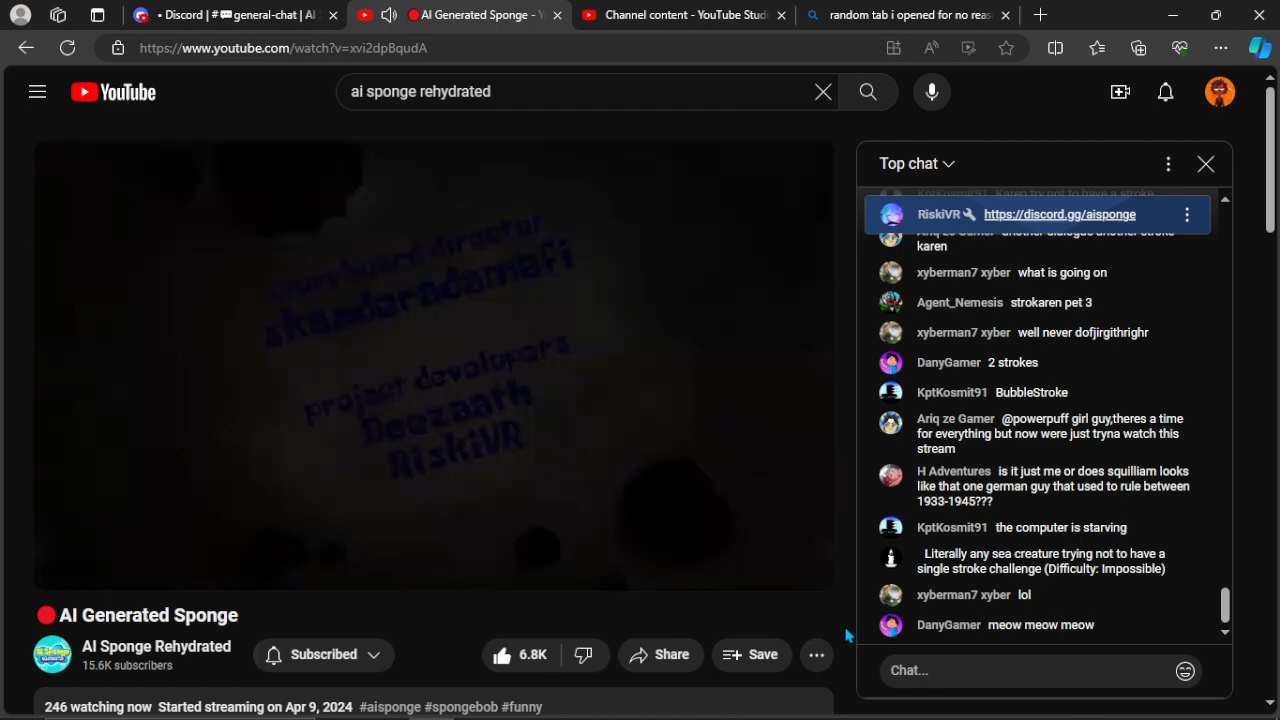 • Discord | #💬general-chat | AI
🔴AI Generated Sponge - Y
Channel content - YouTube Studi
random tab i opened for no reas
https://www.youtube.com/watch?v=xvi2dpBqudA
YouTube
ai sponge rehydrated
storyboard director
skandaradamafi
project developers
Deezaath
RiskiVR
Top chat
KptKosmit91 Karen try not to have a stroke
RiskiVR https://discord.gg/aisponge
Ariq ze Gamer another dialogue another stroke
karen
xyberman7 xyber what is going on
Agent_Nemesis strokaren pet 3
xyberman7 xyber well never dofjirgithrighr
DanyGamer 2 strokes
KptKosmit91 BubbleStroke
Ariq ze Gamer @powerpuff girl guy,theres a time
for everything but now were just tryna watch this
stream
H Adventures is it just me or does squilliam looks
like that one german guy that used to rule between
1933-1945???
KptKosmit91 the computer is starving
Literally any sea creature trying not to have a
single stroke challenge (Difficulty: Impossible)
xyberman7 xyber lol
DanyGamer meow meow meow
Chat...
🔴AI Generated Sponge
AI Sponge Rehydrated
15.6K subscribers
Subscribed
6.8K
Share
Save
246 watching now Started streaming on Apr 9, 2024 #aisponge #spongebob #funny